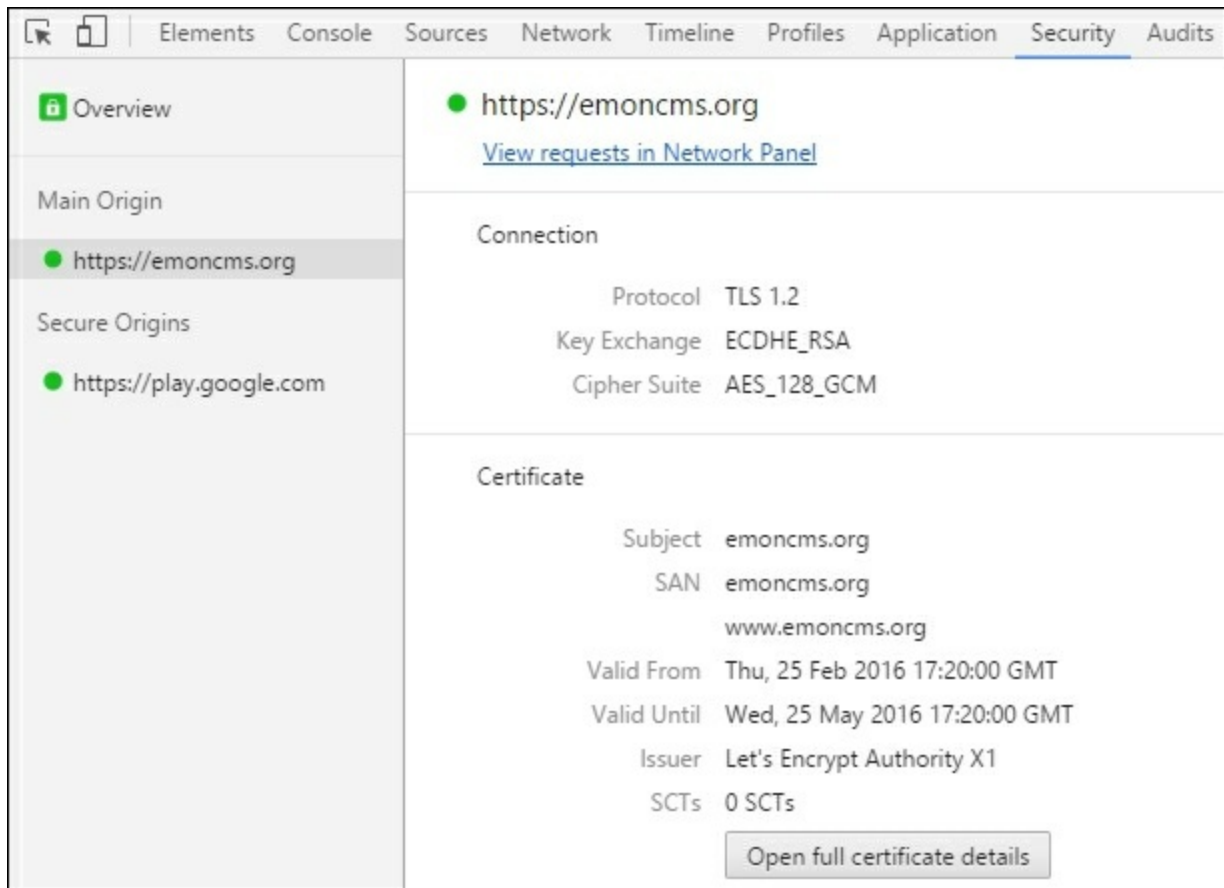 Elements Console Sources Network Timeline Profiles Application Security Audits
Overview
Main Origin
https://emoncms.org
Secure Origins
https://play.google.com
https://emoncms.org
View requests in Network Panel
Connection
Protocol TLS 1.2
Key Exchange ECDHE_RSA
Cipher Suite AES_128_GCM
Certificate
Subject emoncms.org
SAN emoncms.org
www.emoncms.org
Valid From Thu, 25 Feb 2016 17:20:00 GMT
Valid Until Wed, 25 May 2016 17:20:00 GMT
Issuer Let's Encrypt Authority X1
SCTs 0 SCTs
Open full certificate details